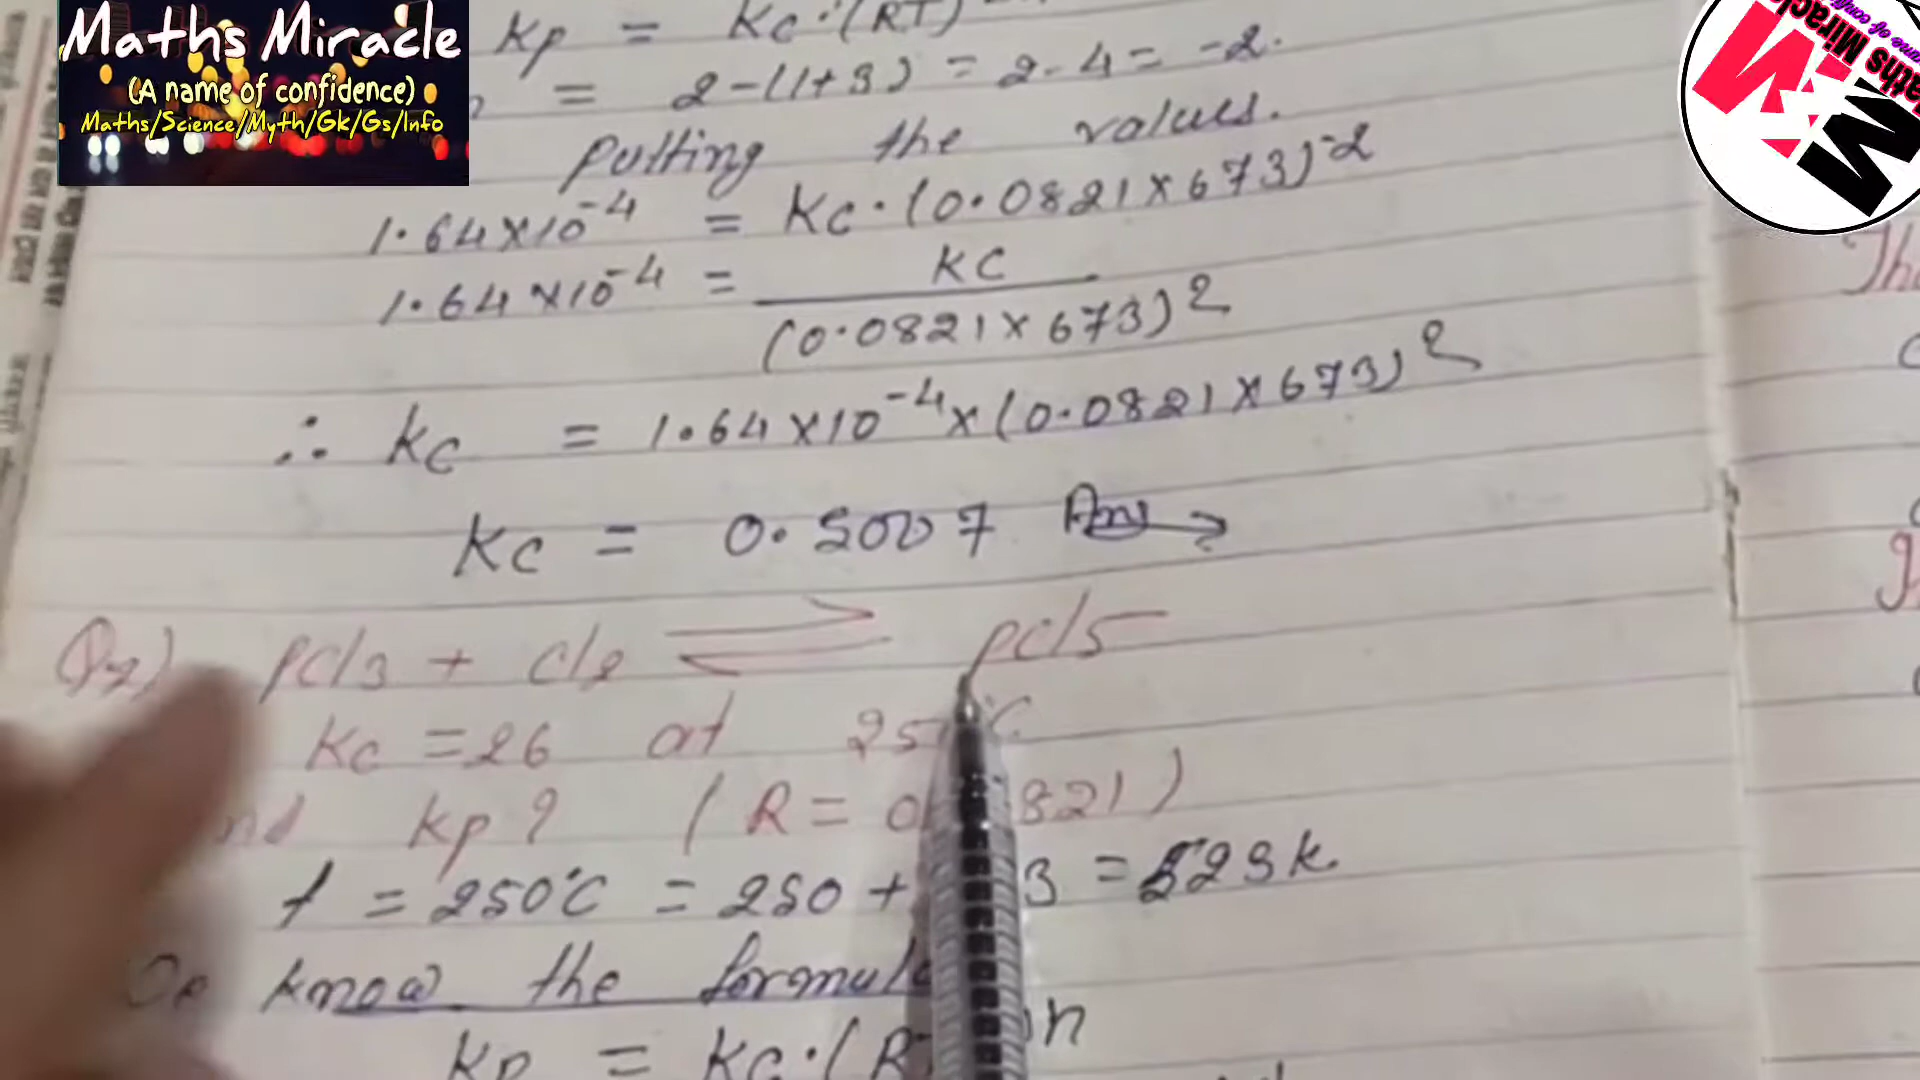 Maths Miracle
(A name of confidence)
Maths/Science/Myth/Gk/Gs/Info
Kp = Kc·(RT)
= 2-(1+3) = 2-4 = -2.
Putting the values.
1.64×10⁻⁴ = Kc·(0.0821×673)⁻²
1.64×10⁻⁴ = KC
(0.0821×673)²
∴ Kc = 1.64×10⁻⁴×(0.0821×673)²
Kc = 0.5007 Ans
pcl3 + cl2 ⇌ pcl5
Kc = 26 at °C
Kp? (R = 821)
t = 250°C = 250 + 3 = 523k.
know the formula
Kp = Kc·(R n